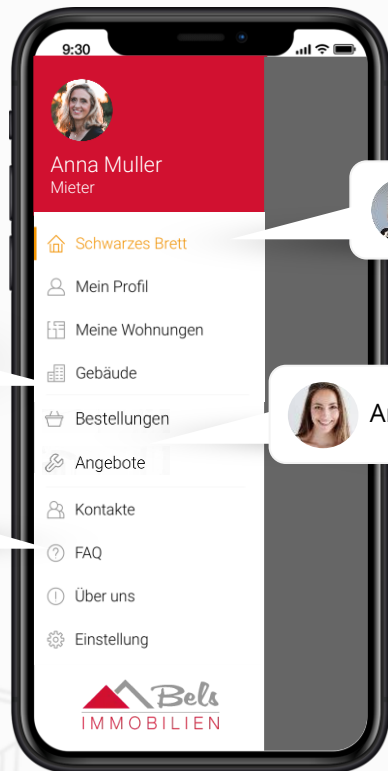 9:30
Anna Muller
Mieter
Schwarzes Brett
Mein Profil
Meine Wohnungen
Gebäude
Bestellungen
Angebote
Kontakte
FAQ
Über uns
Einstellung
Bels
IMMOBILIEN